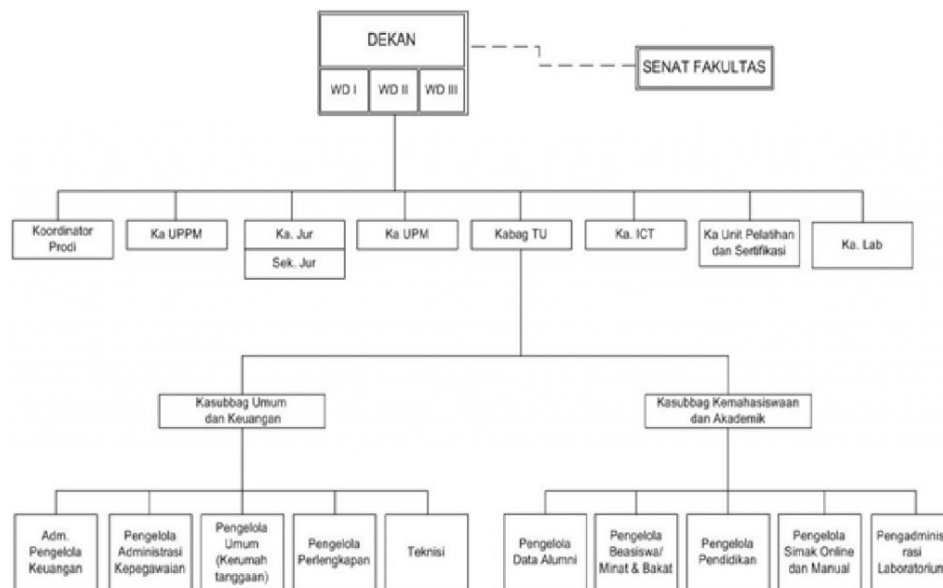 DEKAN
WD I
WD II
WD III
SENAT FAKULTAS
Koordinator
Prodi
Ka UPPM
Ka. Jur
Sek. Jur
Ka UPM
Kabag TU
Ka. ICT
Ka Unit Pelatihan
dan Sertifikasi
Ka. Lab
Kasubbag Umum
dan Keuangan
Kasubbag Kemahasiswaan
dan Akademik
Adm.
Pengelola
Keuangan
Pengelola
Administrasi
Kepegawaian
Pengelola
Umum
(Kerumah
tanggaan)
Pengelola
Perlengkapan
Teknisi
Pengelola
Data Alumni
Pengelola
Beasiswa/
Minat & Bakat
Pengelola
Pendidikan
Pengelola
Simak Online
dan Manual
Pengadminist
rasi
Laboratorium